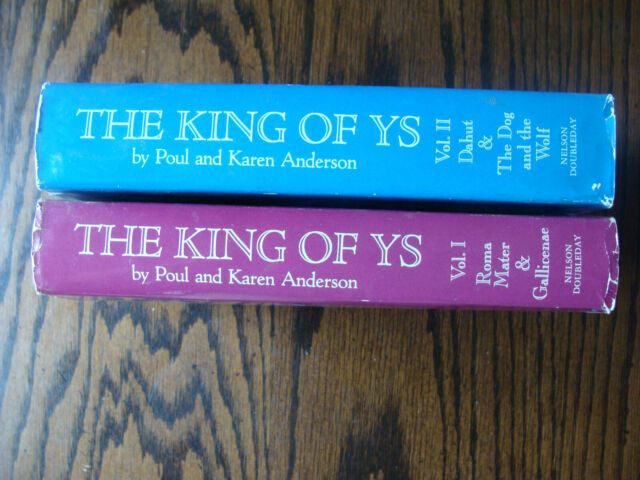 THE KING OF YS
by Poul and Karen Anderson
Vol. II
Dahut
&
The Dog
and the
Wolf
NELSON
DOUBLEDAY
THE KING OF YS
by Poul and Karen Anderson
Vol. I
Roma
Mater
&
Gallicenae
NELSON
DOUBLEDAY